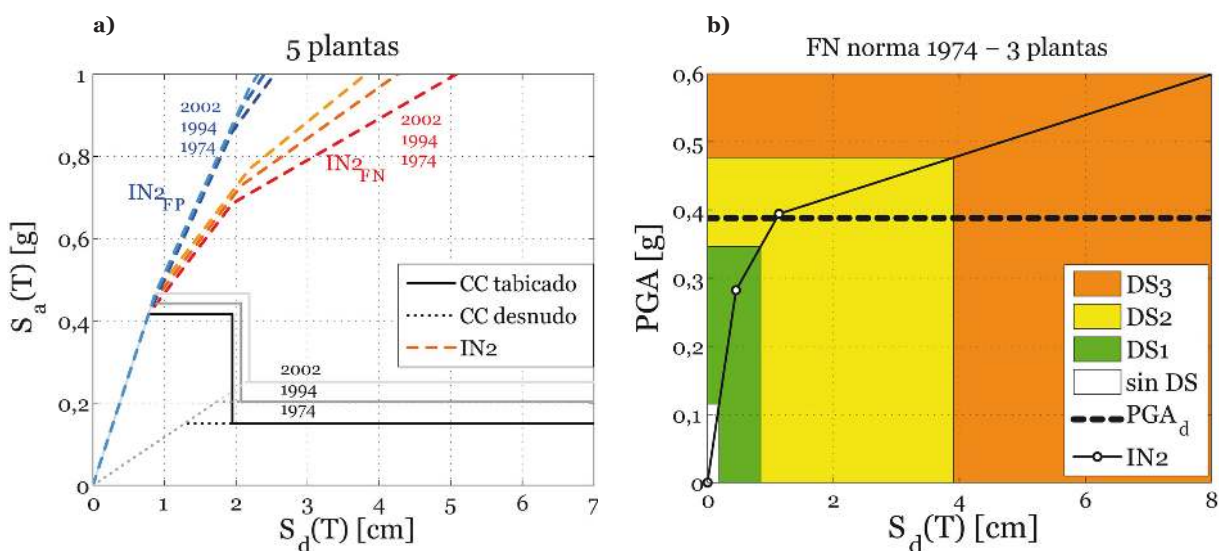 a)
5 plantas
1
0,8
0,6
0,4
0,2
0
0
1
2
3
4
5
6
7
S_a(T) [g]
S_d(T) [cm]
2002
1994
1974
IN2_FP
2002
1994
1974
IN2_FN
CC tabicado
CC desnudo
IN2
2002
1994
1974
b)
FN norma 1974 – 3 plantas
0,6
0,5
0,4
0,3
0,2
0,1
0
0
2
4
6
8
PGA [g]
S_d(T) [cm]
DS3
DS2
DS1
sin DS
PGA_d
IN2